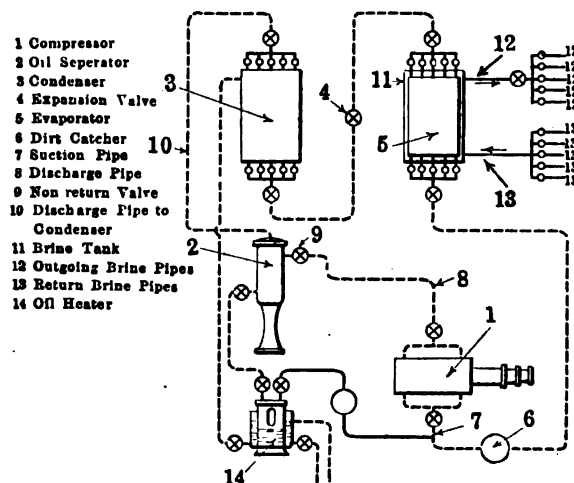 1 Compressor
2 Oil Seperator
3 Condenser
4 Expansion Valve
5 Evaporator
6 Dirt Catcher
7 Suction Pipe
8 Discharge Pipe
9 Non return Valve
10 Discharge Pipe to
Condenser
11 Brine Tank
12 Outgoing Brine Pipes
13 Return Brine Pipes
14 Oil Heater
3
10
4
11
5
12
13
2
9
8
1
7
6
14